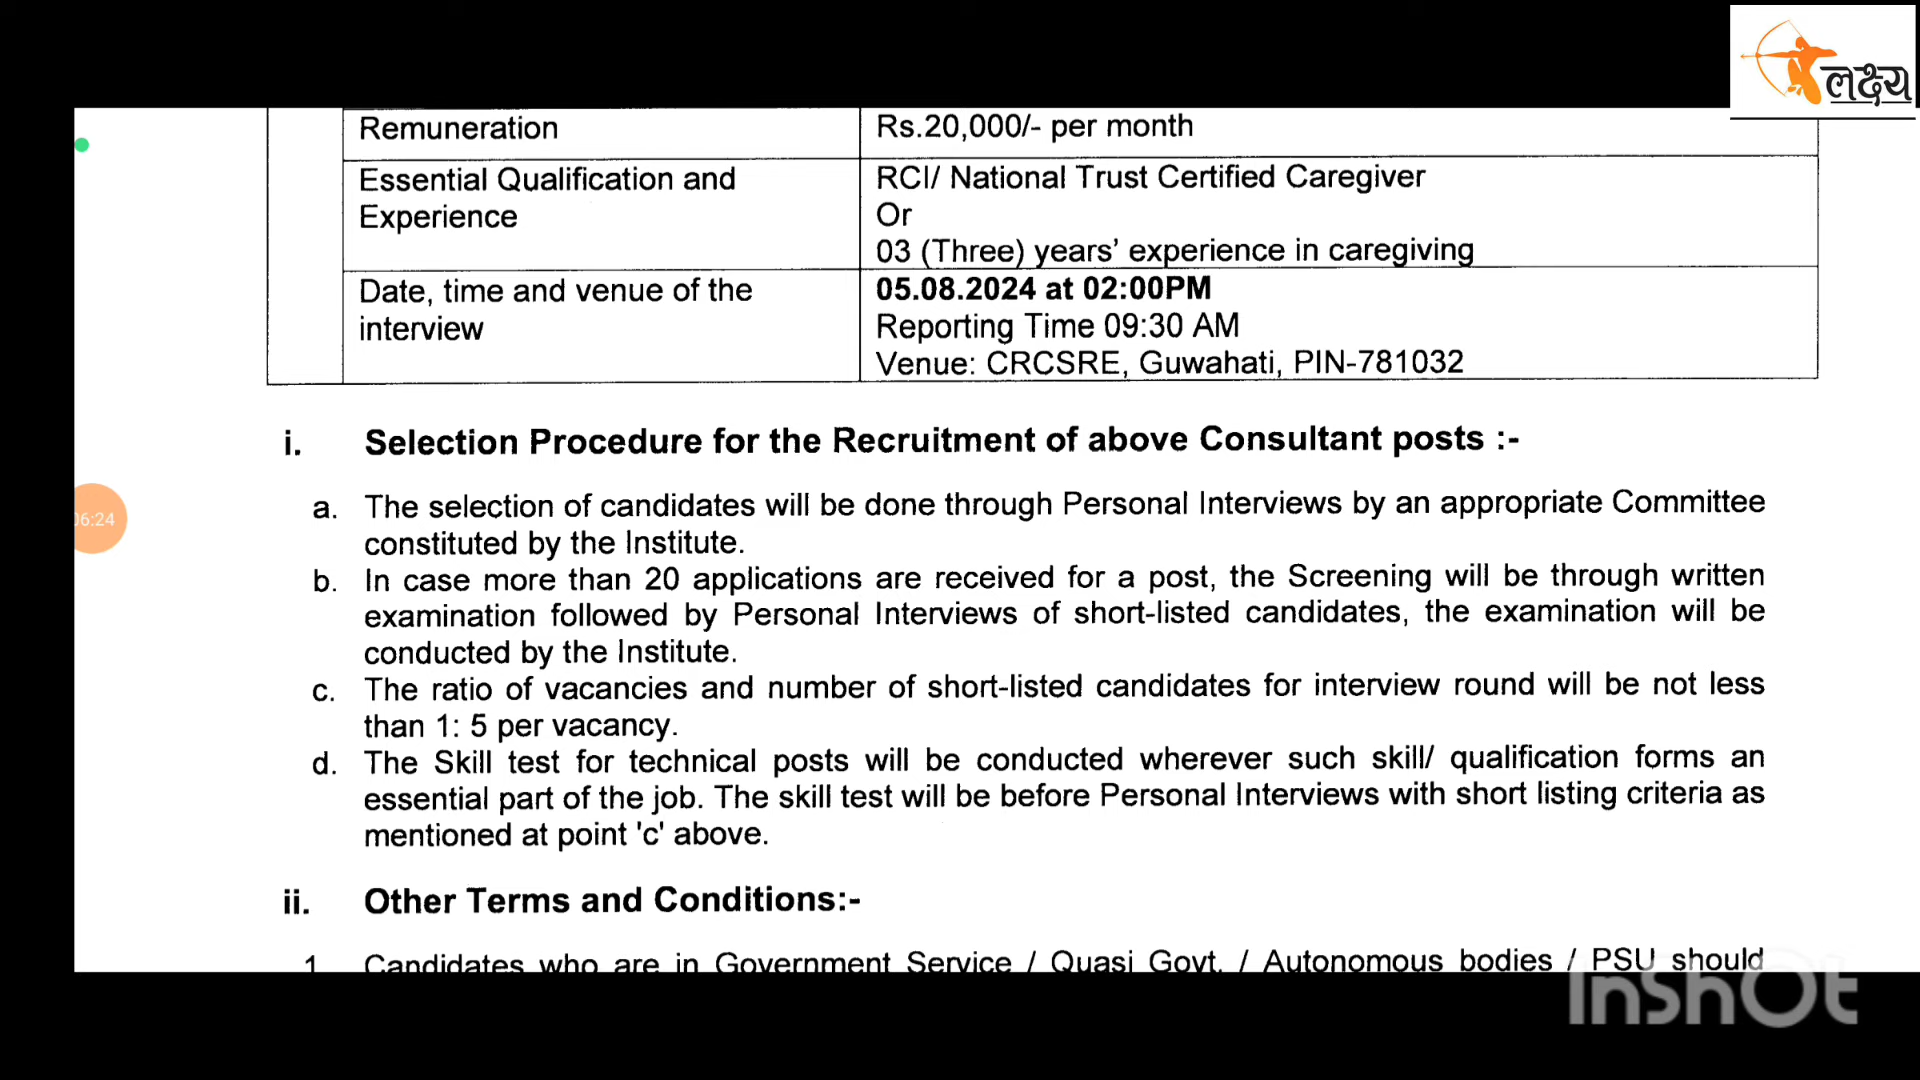 लक्ष्य
Remuneration
Rs.20,000/- per month
Essential Qualification and
Experience
RCI/ National Trust Certified Caregiver
Or
03 (Three) years’ experience in caregiving
Date, time and venue of the
interview
05.08.2024 at 02:00PM
Reporting Time 09:30 AM
Venue: CRCSRE, Guwahati, PIN-781032
i. Selection Procedure for the Recruitment of above Consultant posts :-
a. The selection of candidates will be done through Personal Interviews by an appropriate Committee
constituted by the Institute.
b. In case more than 20 applications are received for a post, the Screening will be through written
examination followed by Personal Interviews of short-listed candidates, the examination will be
conducted by the Institute.
06:24
c. The ratio of vacancies and number of short-listed candidates for interview round will be not less
than 1: 5 per vacancy.
d. The Skill test for technical posts will be conducted wherever such skill/ qualification forms an
essential part of the job. The skill test will be before Personal Interviews with short listing criteria as
mentioned at point 'c' above.
ii. Other Terms and Conditions:-
1 Candidates who are in Government Service / Quasi Govt. / Autonomous bodies / PSU should
InShOt